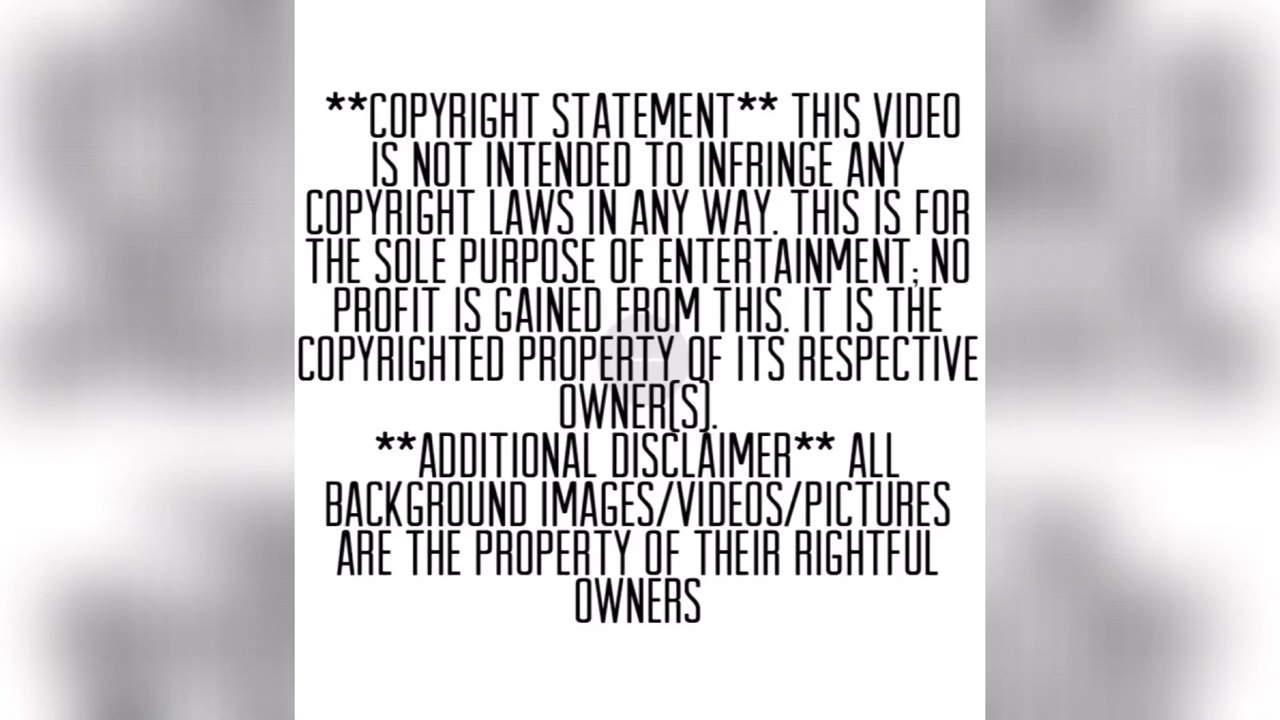 **COPYRIGHT STATEMENT** THIS VIDEO
IS NOT INTENDED TO INFRINGE ANY
COPYRIGHT LAWS IN ANY WAY. THIS IS FOR
THE SOLE PURPOSE OF ENTERTAINMENT; NO
PROFIT IS GAINED FROM THIS. IT IS THE
COPYRIGHTED PROPERTY OF ITS RESPECTIVE
OWNER(S).
**ADDITIONAL DISCLAIMER** ALL
BACKGROUND IMAGES/VIDEOS/PICTURES
ARE THE PROPERTY OF THEIR RIGHTFUL
OWNERS